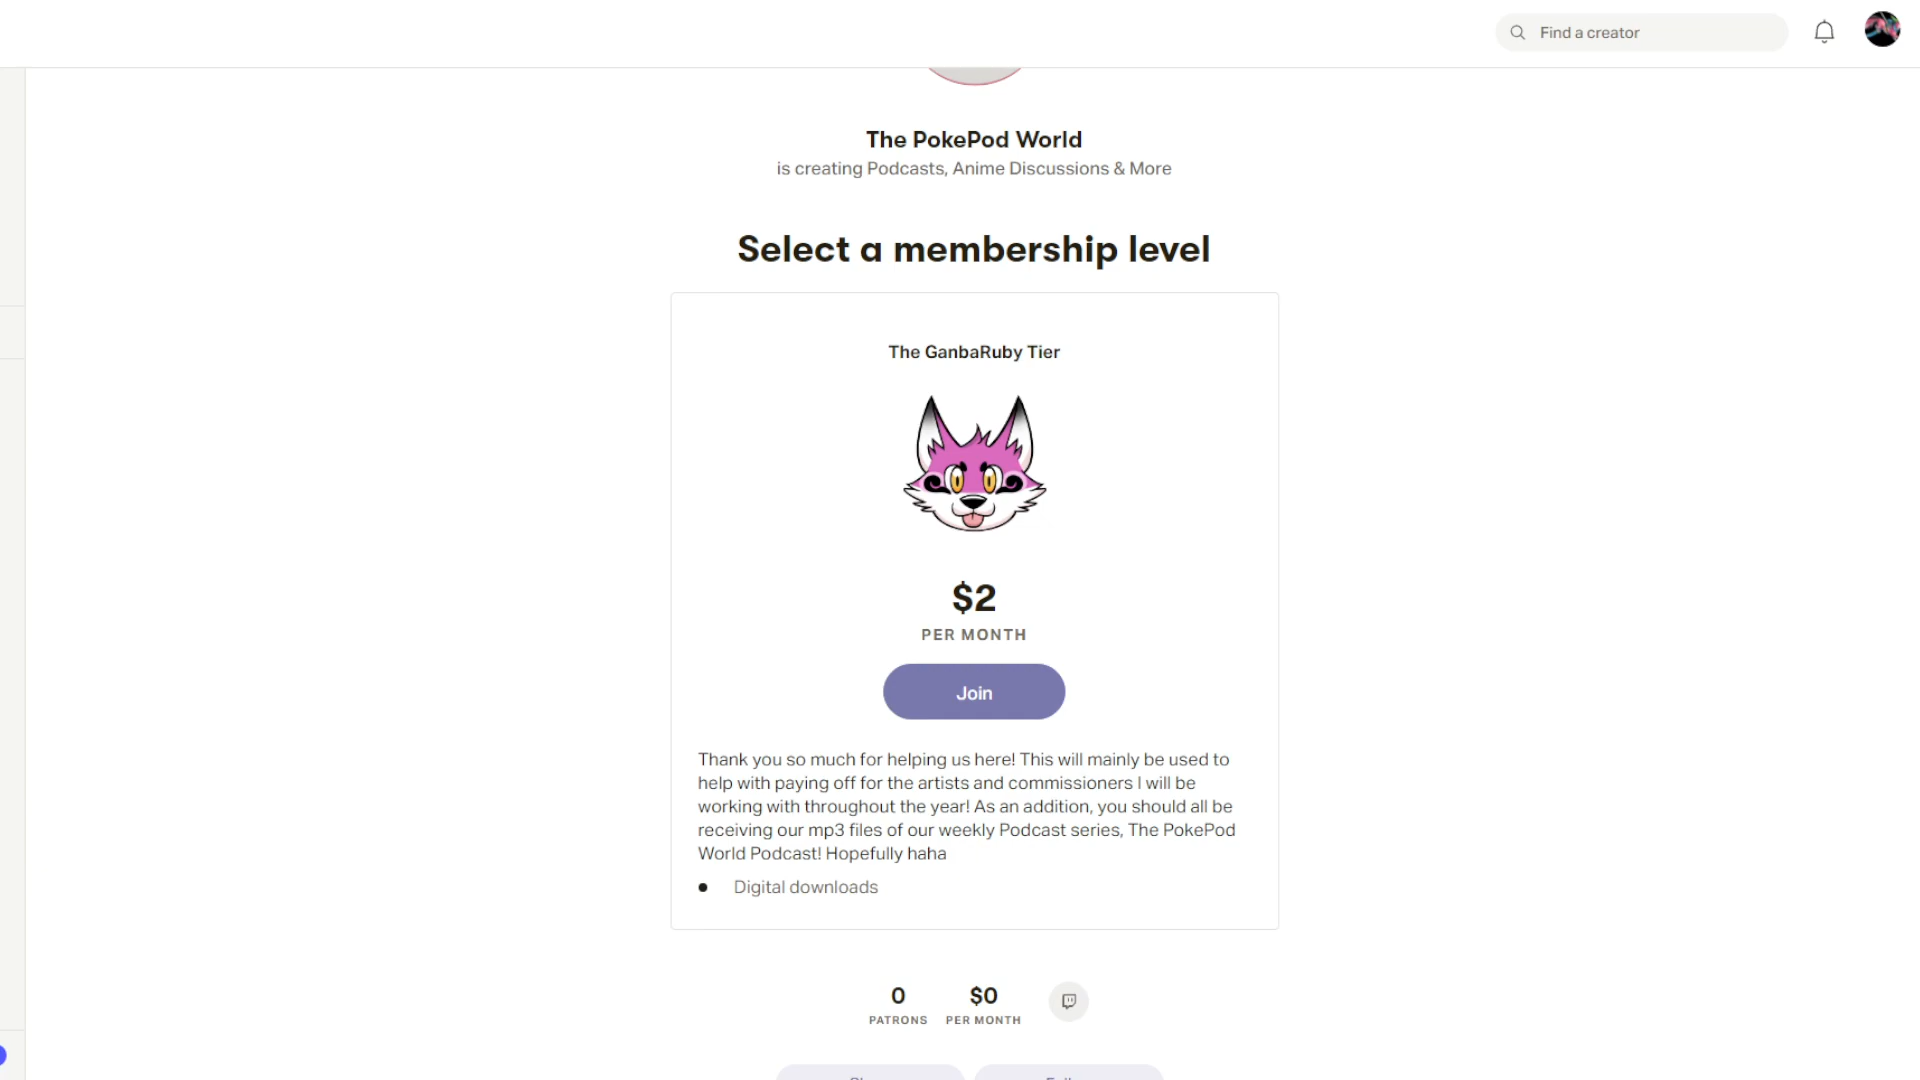 Find a creator
The PokePod World
is creating Podcasts, Anime Discussions & More
Select a membership level
The GanbaRuby Tier
$2
PER MONTH
Join
Thank you so much for helping us here! This will mainly be used to
help with paying off for the artists and commissioners I will be
working with throughout the year! As an addition, you should all be
receiving our mp3 files of our weekly Podcast series, The PokePod
World Podcast! Hopefully haha
Digital downloads
0 $0
PATRONS PER MONTH